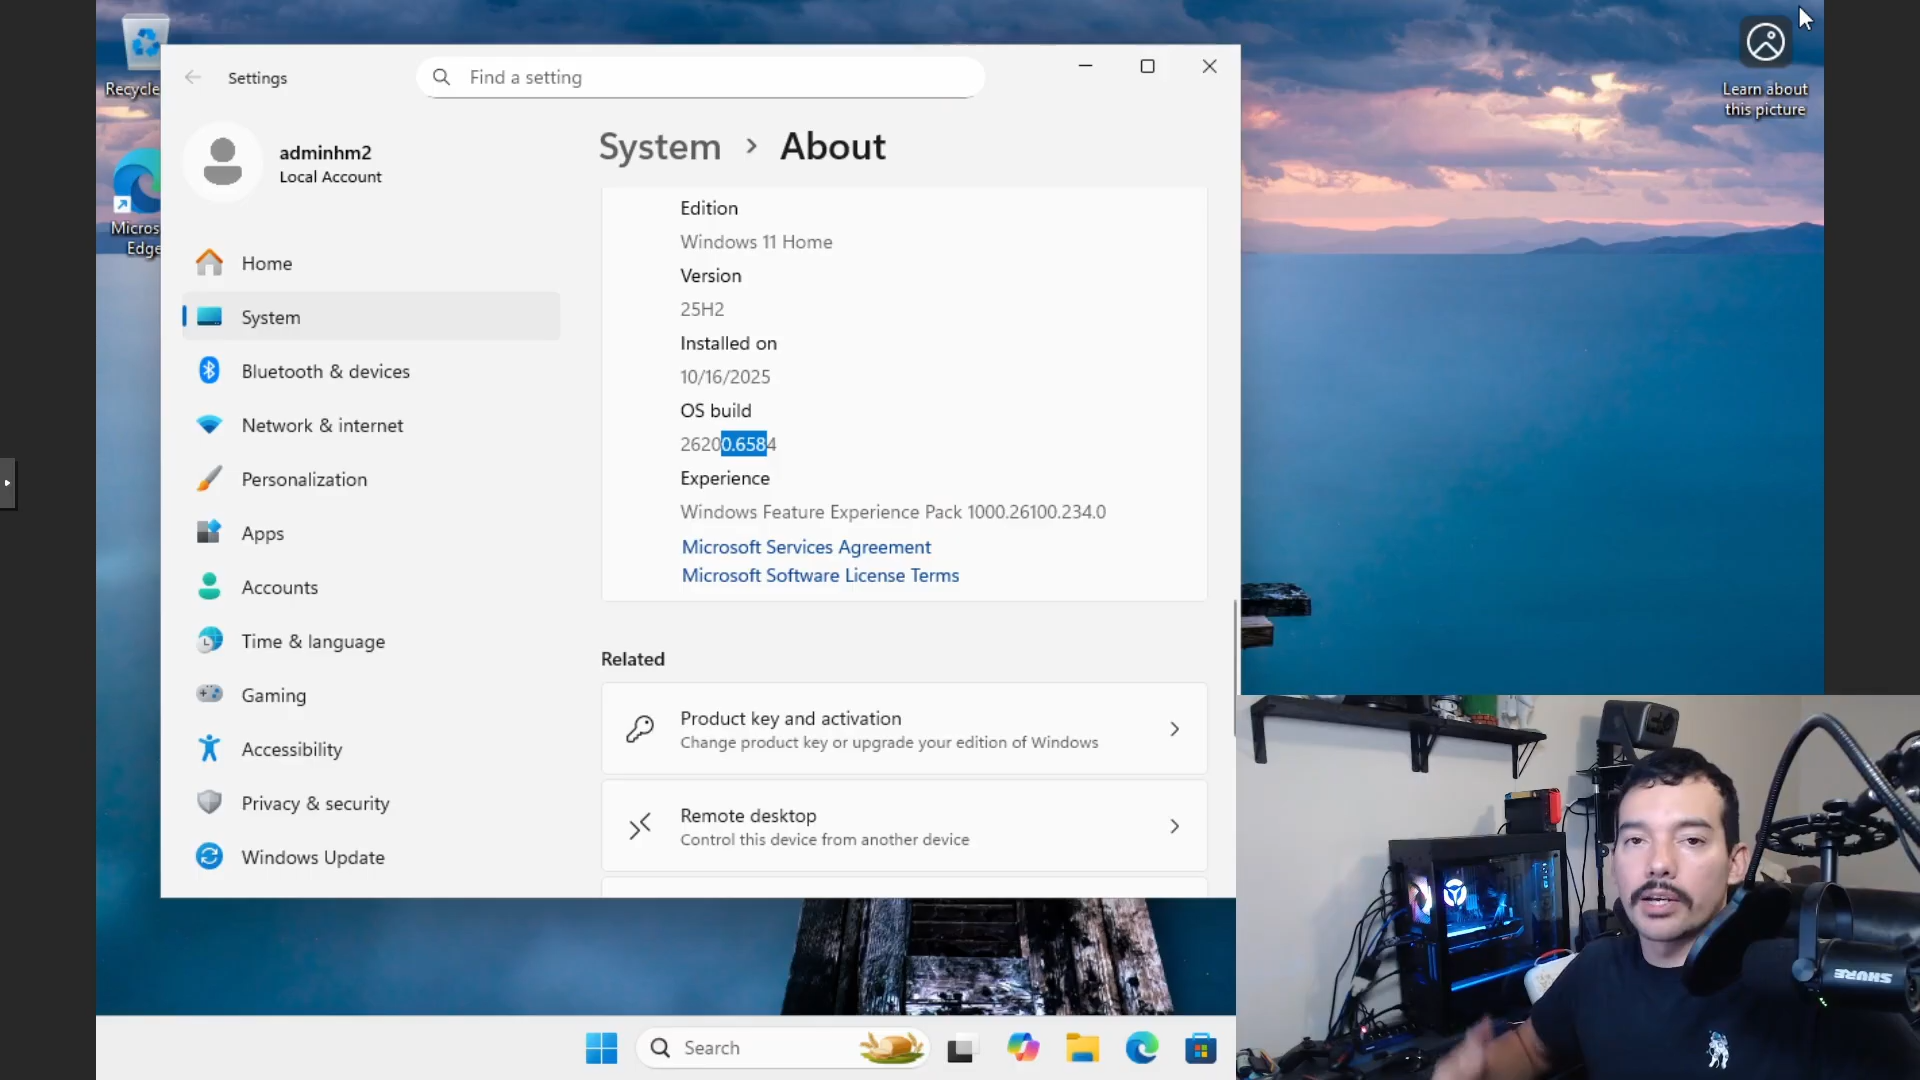 Recycle
Micros
Edge
Learn about
this picture
Settings
Find a setting
adminhm2
Local Account
Home
System
Bluetooth & devices
Network & internet
Personalization
Apps
Accounts
Time & language
Gaming
Accessibility
Privacy & security
Windows Update
System > About
Edition
Windows 11 Home
Version
25H2
Installed on
10/16/2025
OS build
26200.6584
Experience
Windows Feature Experience Pack 1000.26100.234.0
Microsoft Services Agreement
Microsoft Software License Terms
Related
Product key and activation
Change product key or upgrade your edition of Windows
Remote desktop
Control this device from another device
Search
SHURE